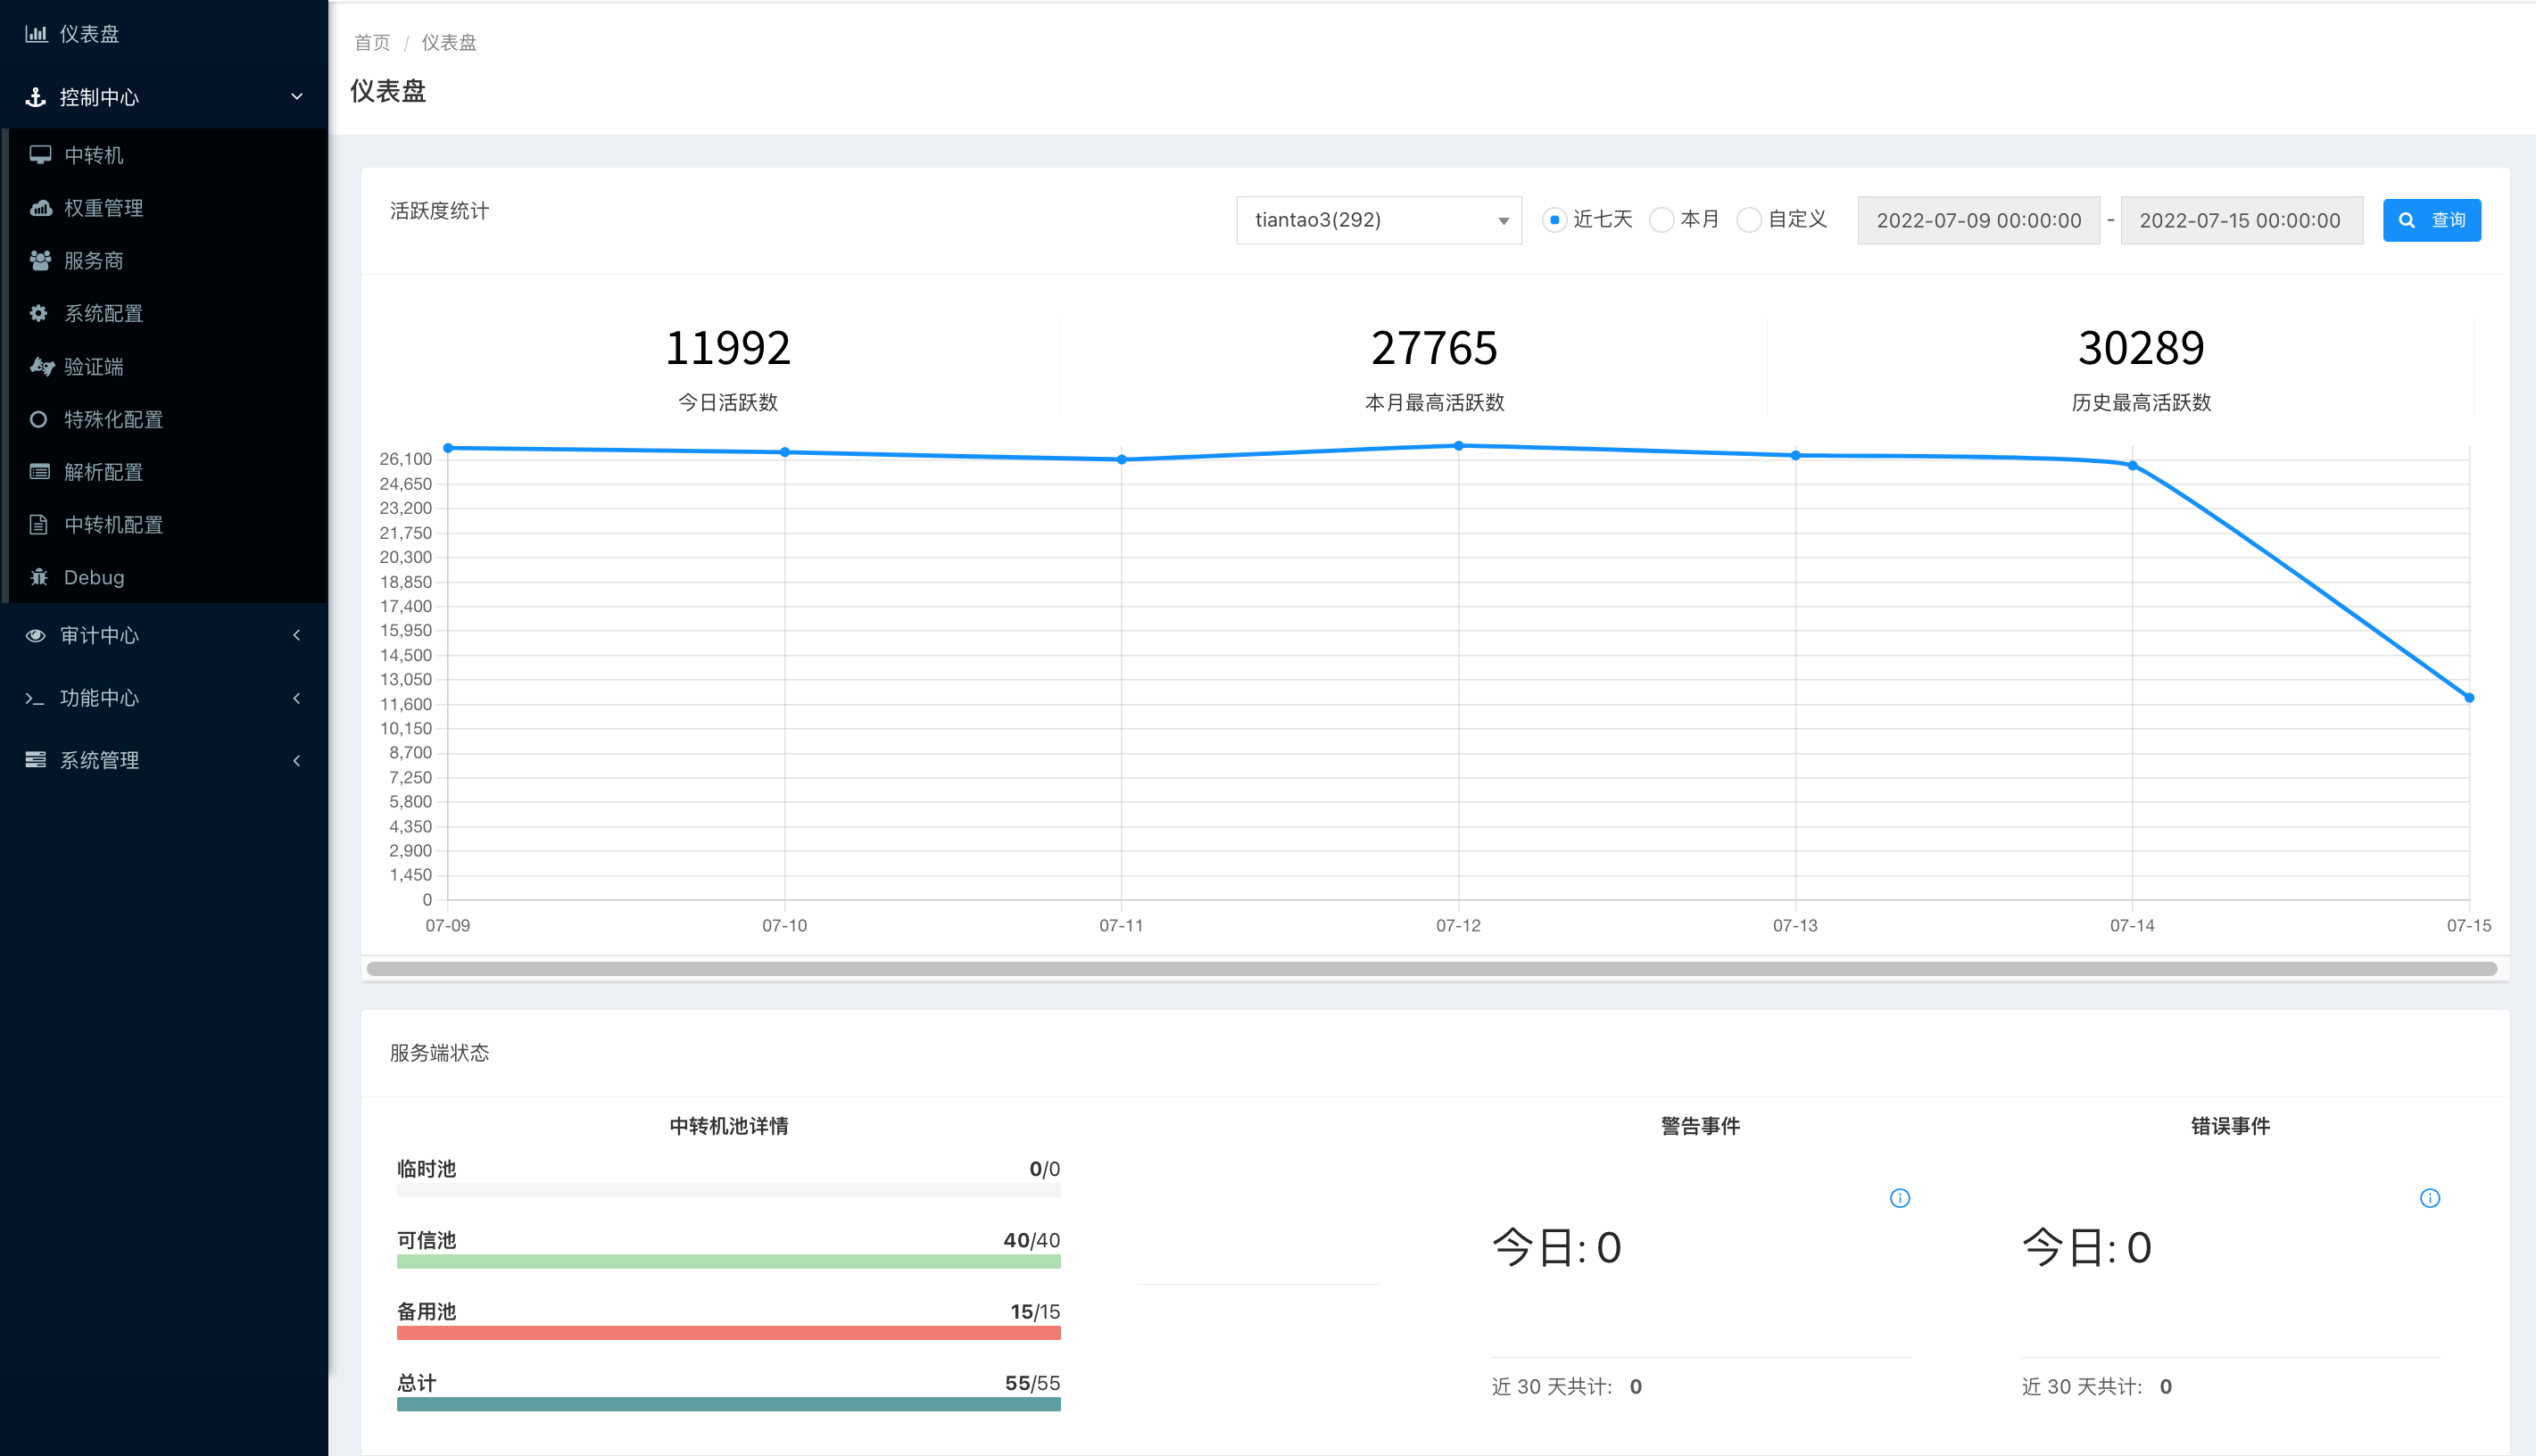 仪表盘
控制中心
中转机
权重管理
服务商
系统配置
验证端
特殊化配置
解析配置
中转机配置
Debug
审计中心
功能中心
系统管理
首页 / 仪表盘
仪表盘
活跃度统计
tiantao3(292)
近七天 本月 自定义
2022-07-09 00:00:00 - 2022-07-15 00:00:00
查询
11992
今日活跃数
27765
本月最高活跃数
30289
历史最高活跃数
26,100
24,650
23,200
21,750
20,300
18,850
17,400
15,950
14,500
13,050
11,600
10,150
8,700
7,250
5,800
4,350
2,900
1,450
0
07-09 07-10 07-11 07-12 07-13 07-14 07-15
服务端状态
中转机池详情
临时池 0/0
可信池 40/40
备用池 15/15
总计 55/55
警告事件
今日: 0
近 30 天共计: 0
错误事件
今日: 0
近 30 天共计: 0